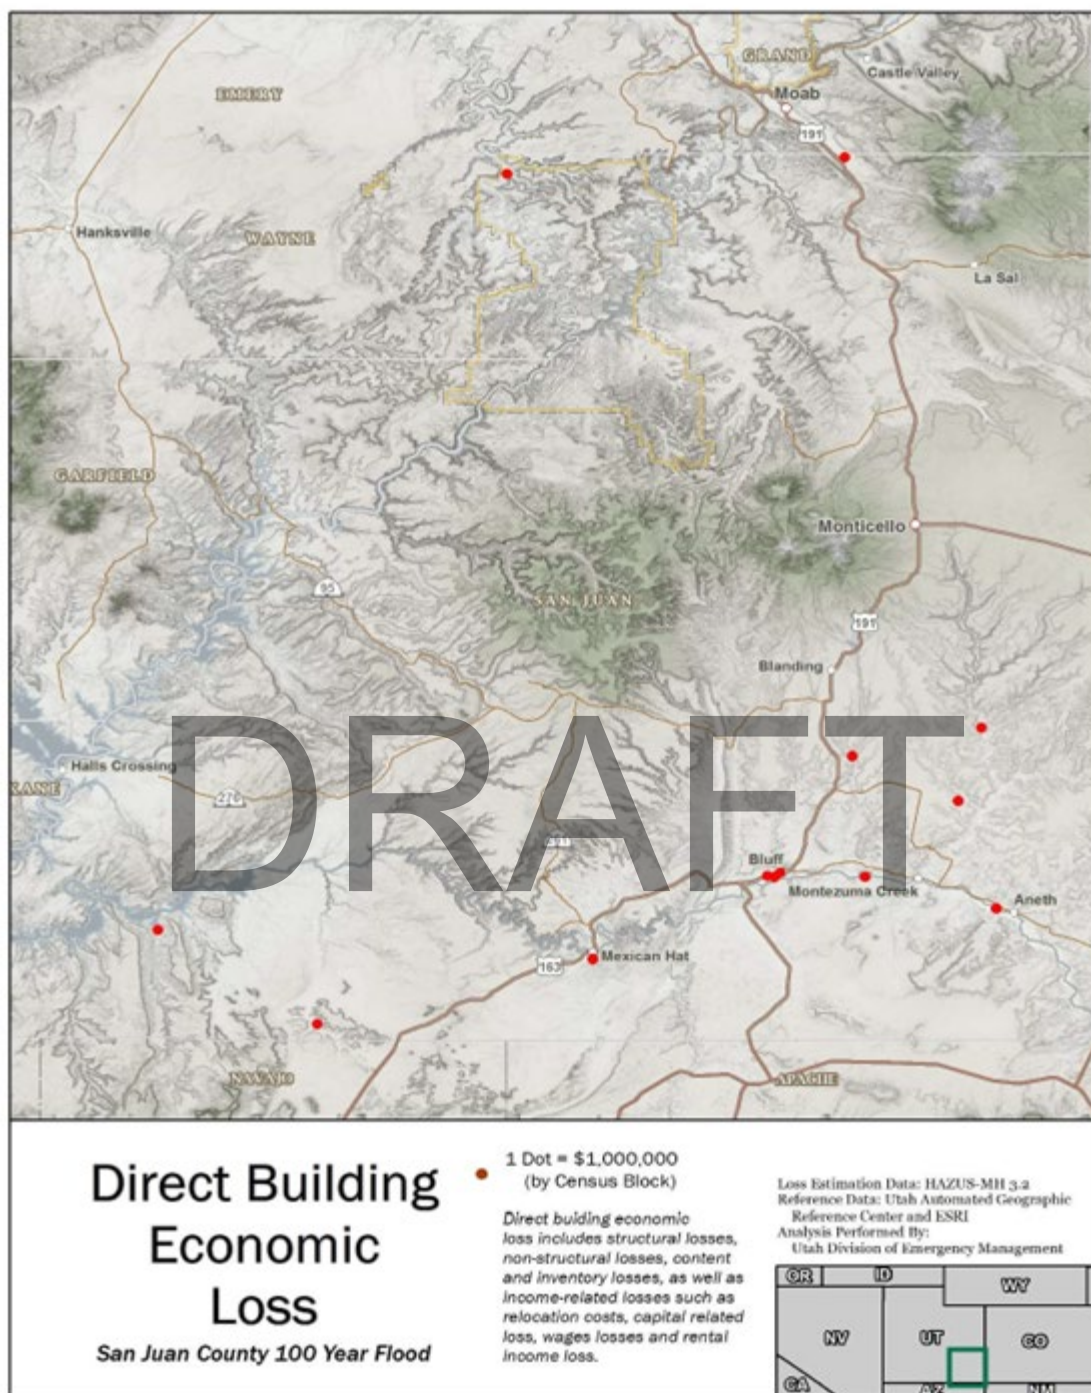 GRAND
Castle Valley
EMERY
Moab
191
Hanksville
WAYNE
La Sal
GARFIELD
Monticello
95
SAN JUAN
191
Blanding
DRAFT
Halls Crossing
KANE
276
261
Bluff
Montezuma Creek
Aneth
Mexican Hat
163
NAVAJO
APACHE
Direct Building
Economic
Loss
San Juan County 100 Year Flood
1 Dot = $1,000,000
(by Census Block)
Direct buiding economic
loss includes structural losses,
non-structural losses, content
and inventory losses, as well as
income-related losses such as
relocation costs, capital related
loss, wages losses and rental
income loss.
Loss Estimation Data: HAZUS-MH 3.2
Reference Data: Utah Automated Geographic
Reference Center and ESRI
Analysis Performed By:
Utah Division of Emergency Management
OR
ID
WY
NV
UT
CO
CA
AZ
NM